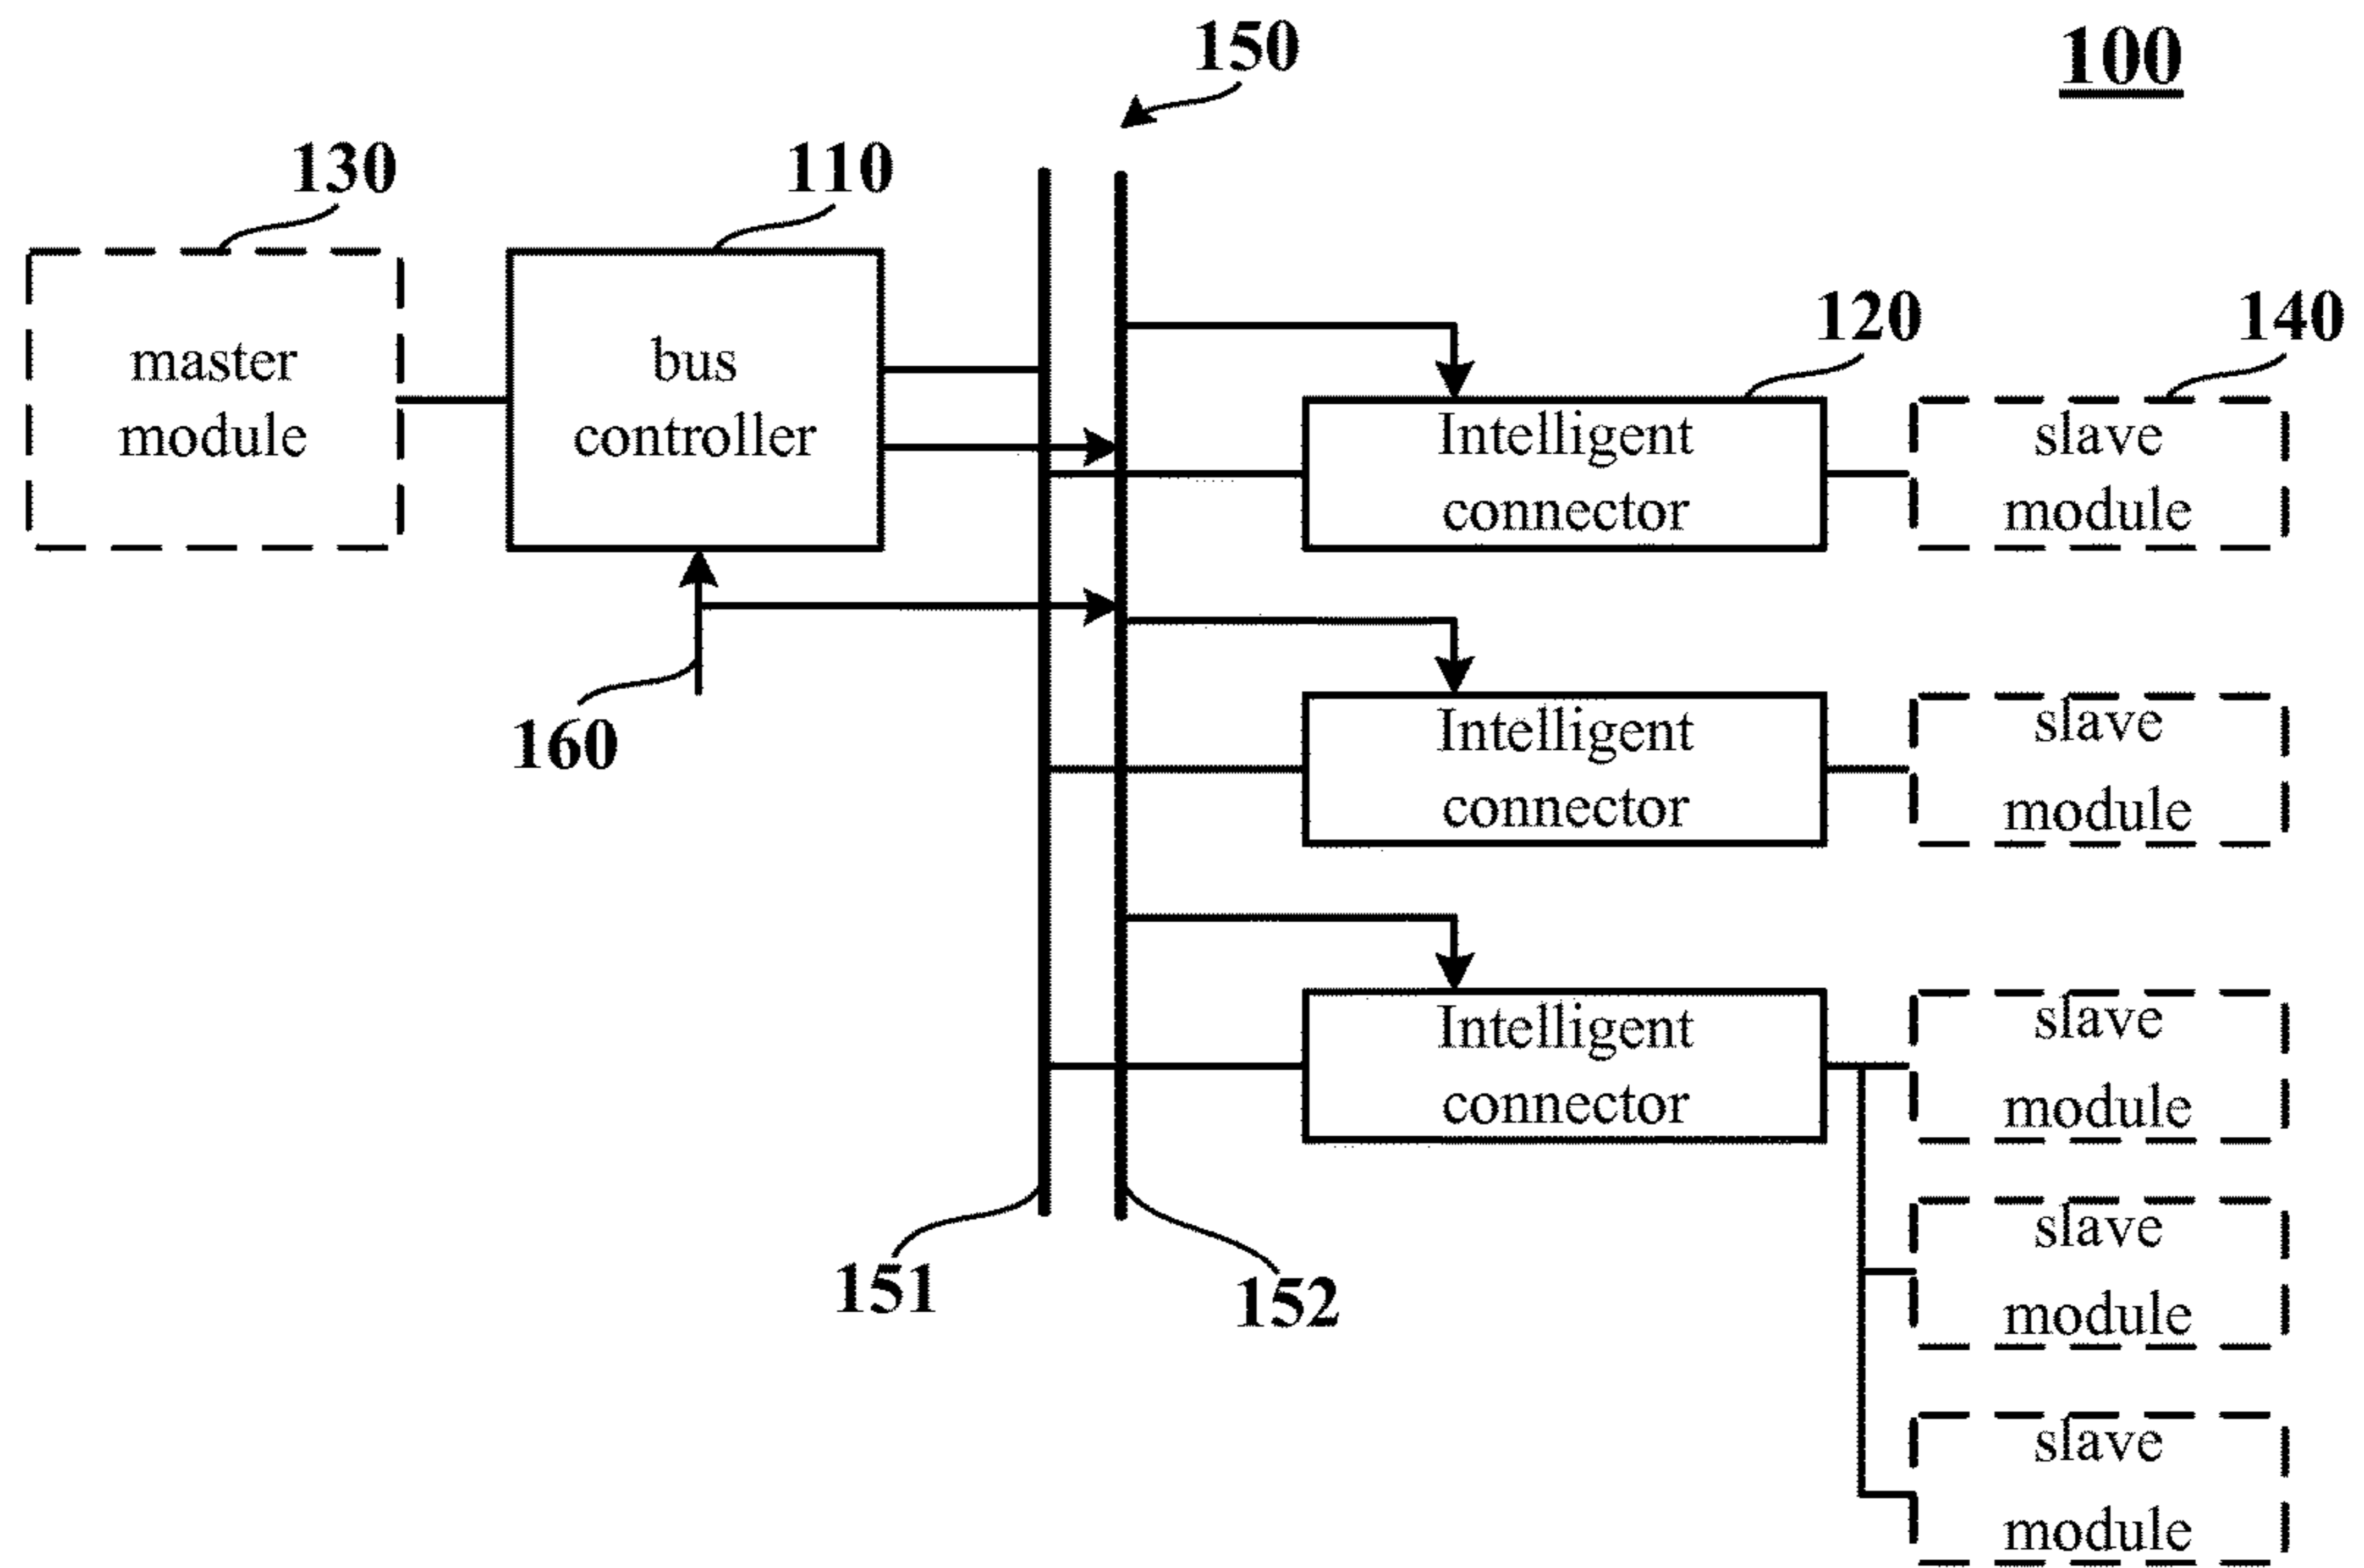 150
100
130
110
120
140
master
module
bus
controller
Intelligent
connector
slave
module
160
Intelligent
connector
slave
module
Intelligent
connector
slave
module
151
152
slave
module
slave
module